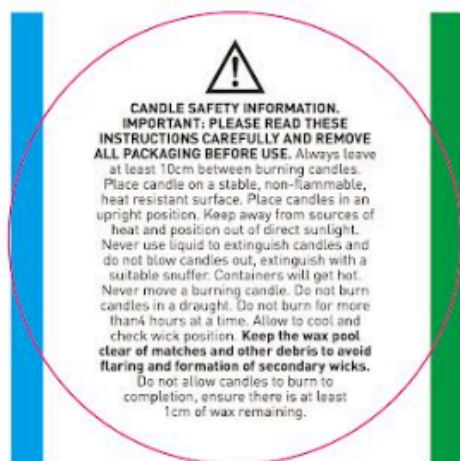 CANDLE SAFETY INFORMATION.
IMPORTANT: PLEASE READ THESE
INSTRUCTIONS CAREFULLY AND REMOVE
ALL PACKAGING BEFORE USE. Always leave
at least 10cm between burning candles.
Place candle on a stable, non-flammable,
heat resistant surface. Place candles in an
upright position. Keep away from sources of
heat and position out of direct sunlight.
Never use liquid to extinguish candles and
do not blow candles out, extinguish with a
suitable snuffer. Containers will get hot.
Never move a burning candle. Do not burn
candles in a draught. Do not burn for more
than4 hours at a time. Allow to cool and
check wick position. Keep the wax pool
clear of matches and other debris to avoid
flaring and formation of secondary wicks.
Do not allow candles to burn to
completion, ensure there is at least
1cm of wax remaining.